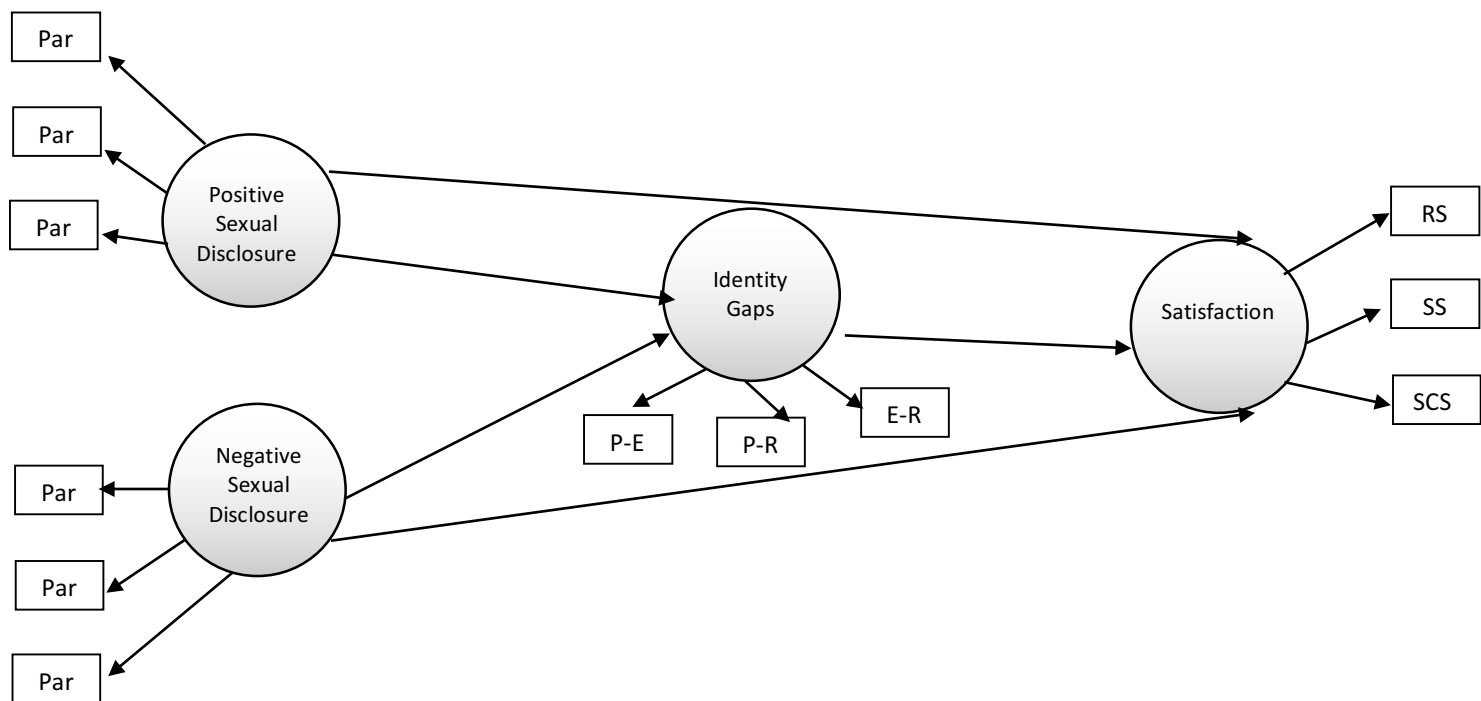 Par
Par
Par
Positive
Sexual
Disclosure
Identity
Gaps
Satisfaction
RS
SS
SCS
P-E
P-R
E-R
Negative
Sexual
Disclosure
Par
Par
Par